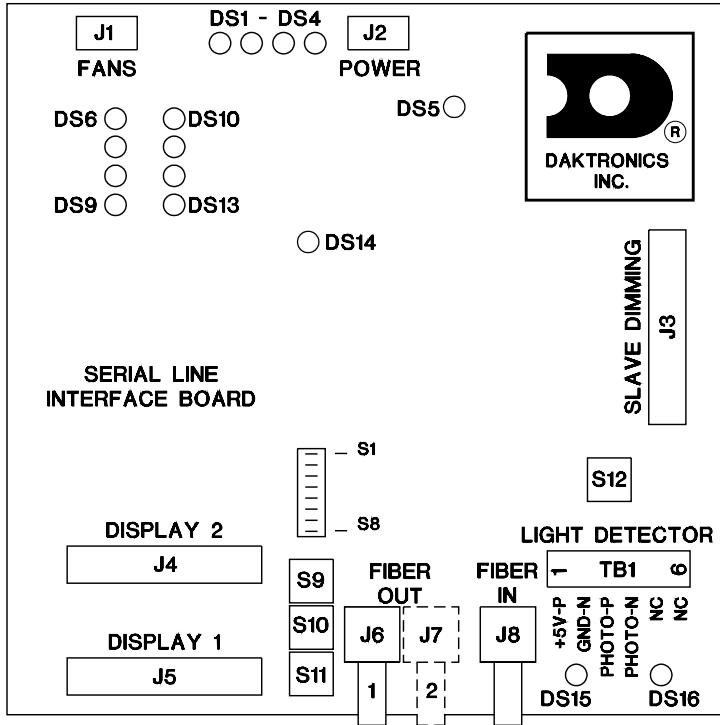 DS1 - DS4
J1
J2
FANS
POWER
DS5
DS6
DS10
DS9
DS13
DAKTRONICS
INC.
R
DS14
SLAVE DIMMING
J3
SERIAL LINE
INTERFACE BOARD
S1
S8
S12
DISPLAY 2
J4
LIGHT DETECTOR
1 TB1 6
S9
S10
S11
FIBER
OUT
FIBER
IN
J6
J7
J8
1
2
+5V-P
GND-N
PHOTO-P
PHOTO-N
NC
NC
DISPLAY 1
J5
DS15
DS16